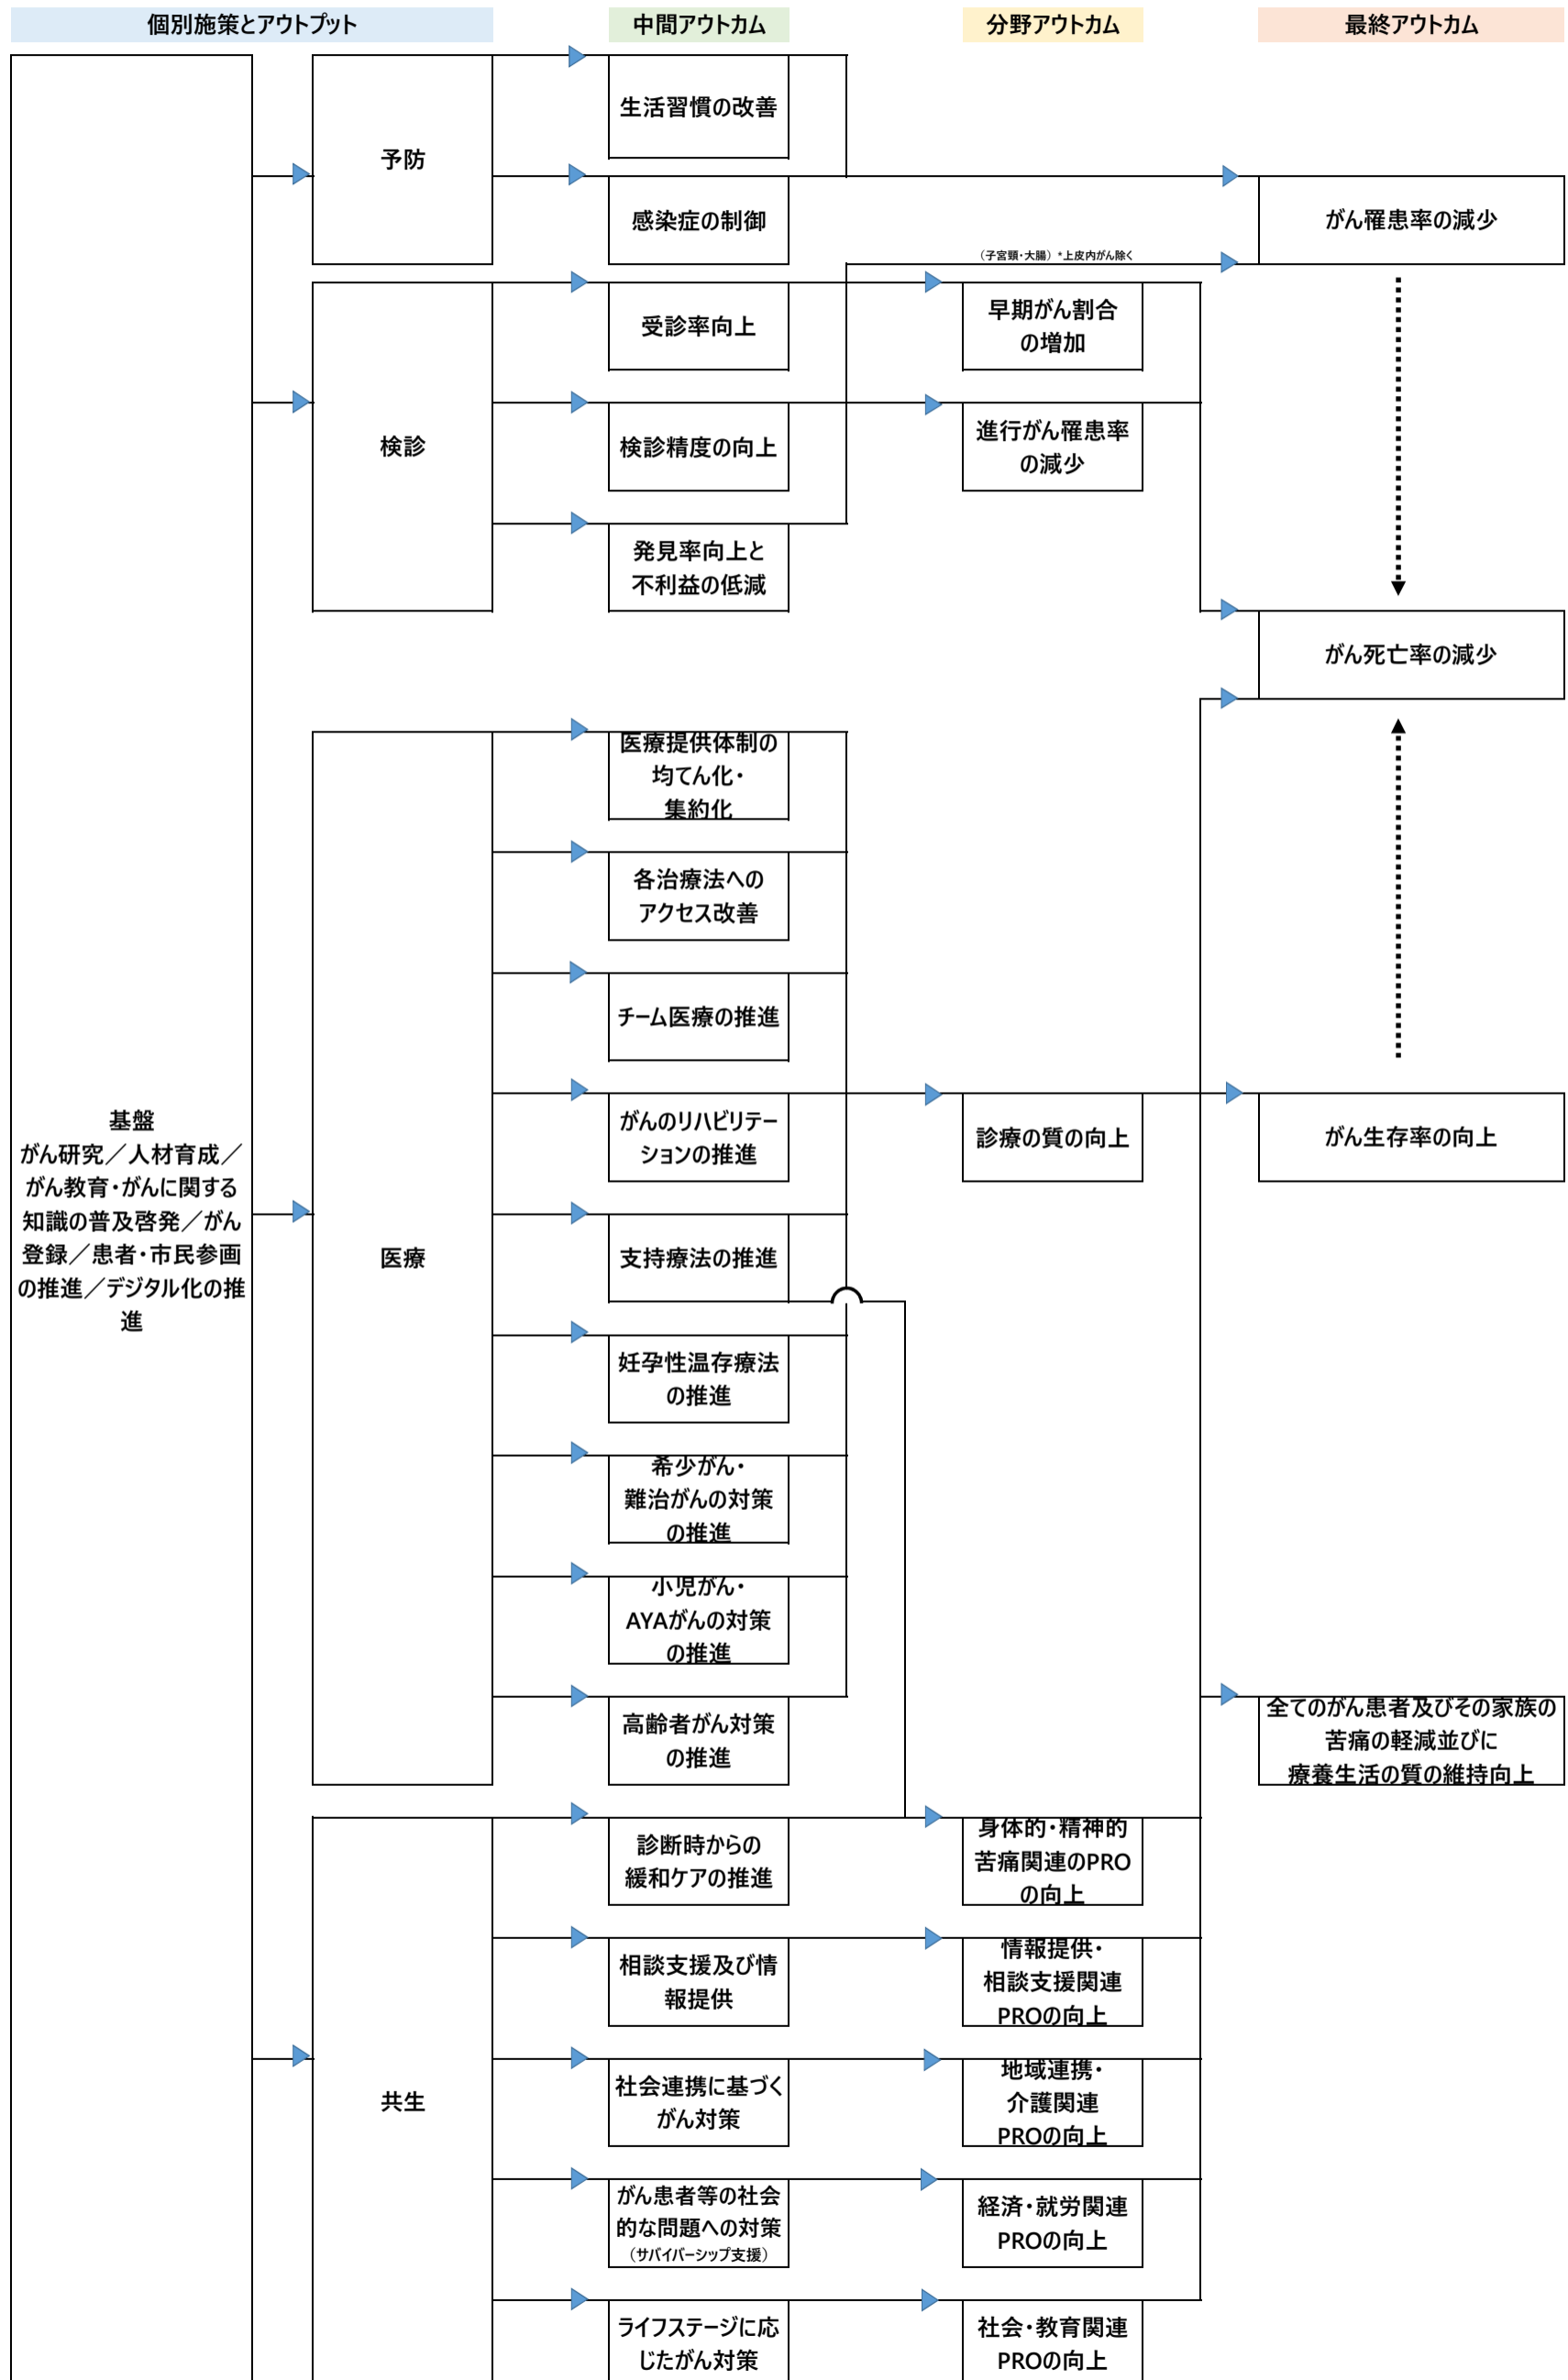 個別施策とアウトプット
中間アウトカム
分野アウトカム
最終アウトカム
基盤
がん研究／人材育成／
がん教育・がんに関する
知識の普及啓発／がん
登録／患者・市民参画
の推進／デジタル化の推
進
予防
生活習慣の改善
感染症の制御
がん罹患率の減少
（子宮頸・大腸）*上皮内がん除く
検診
受診率向上
早期がん割合
の増加
検診精度の向上
進行がん罹患率
の減少
発見率向上と
不利益の低減
がん死亡率の減少
医療
医療提供体制の
均てん化・
集約化
各治療法への
アクセス改善
チーム医療の推進
がんのリハビリテー
ションの推進
診療の質の向上
がん生存率の向上
支持療法の推進
妊孕性温存療法
の推進
希少がん・
難治がんの対策
の推進
小児がん・
AYAがんの対策
の推進
高齢者がん対策
の推進
全てのがん患者及びその家族の
苦痛の軽減並びに
療養生活の質の維持向上
共生
診断時からの
緩和ケアの推進
身体的・精神的
苦痛関連のPRO
の向上
相談支援及び情
報提供
情報提供・
相談支援関連
PROの向上
社会連携に基づく
がん対策
地域連携・
介護関連
PROの向上
がん患者等の社会
的な問題への対策
（サバイバーシップ支援）
経済・就労関連
PROの向上
ライフステージに応
じたがん対策
社会・教育関連
PROの向上